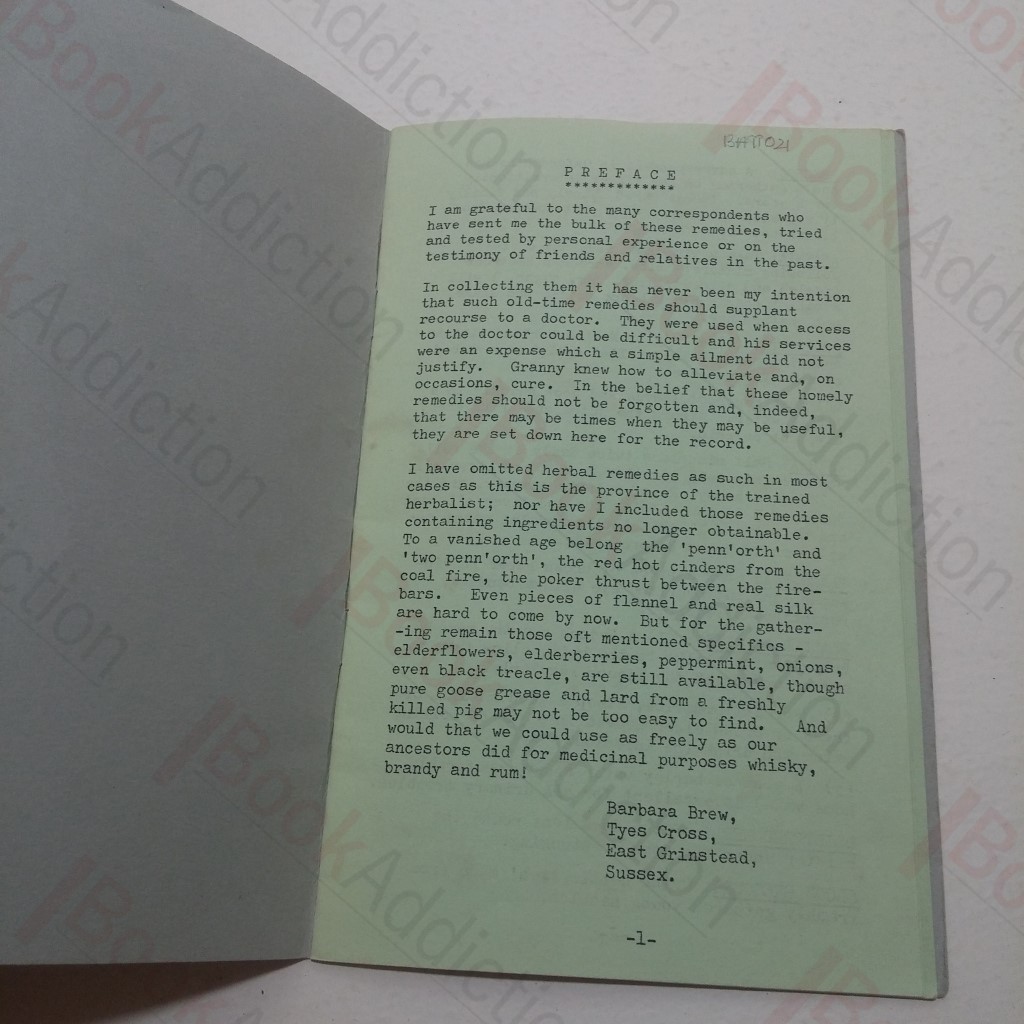 BATT021
P R E F A C E
*************
I am grateful to the many correspondents who
have sent me the bulk of these remedies, tried
and tested by personal experience or on the
testimony of friends and relatives in the past.
In collecting them it has never been my intention
that such old-time remedies should supplant
recourse to a doctor. They were used when access
to the doctor could be difficult and his services
were an expense which a simple ailment did not
justify. Granny knew how to alleviate and, on
occasions, cure. In the belief that these homely
remedies should not be forgotten and, indeed,
that there may be times when they may be useful,
they are set down here for the record.
I have omitted herbal remedies as such in most
cases as this is the province of the trained
herbalist; nor have I included those remedies
containing ingredients no longer obtainable.
To a vanished age belong the 'penn'orth' and
'two penn'orth', the red hot cinders from the
coal fire, the poker thrust between the fire-
bars. Even pieces of flannel and real silk
are hard to come by now. But for the gather-
-ing remain those oft mentioned specifics -
elderflowers, elderberries, peppermint, onions,
even black treacle, are still available, though
pure goose grease and lard from a freshly
killed pig may not be too easy to find. And
would that we could use as freely as our
ancestors did for medicinal purposes whisky,
brandy and rum!
Barbara Brew,
Tyes Cross,
East Grinstead,
Sussex.
-1-
BookAddiction